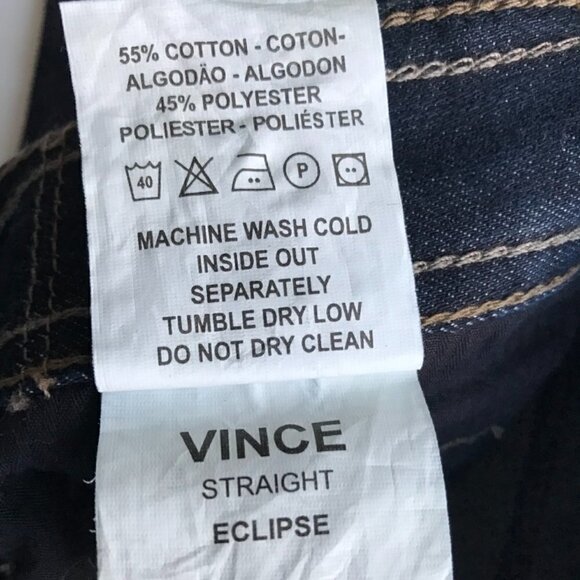 55% COTTON - COTON-
ALGODÃO - ALGODON
45% POLYESTER
POLIESTER - POLIÉSTER
40 P
MACHINE WASH COLD
INSIDE OUT
SEPARATELY
TUMBLE DRY LOW
DO NOT DRY CLEAN
VINCE
STRAIGHT
ECLIPSE